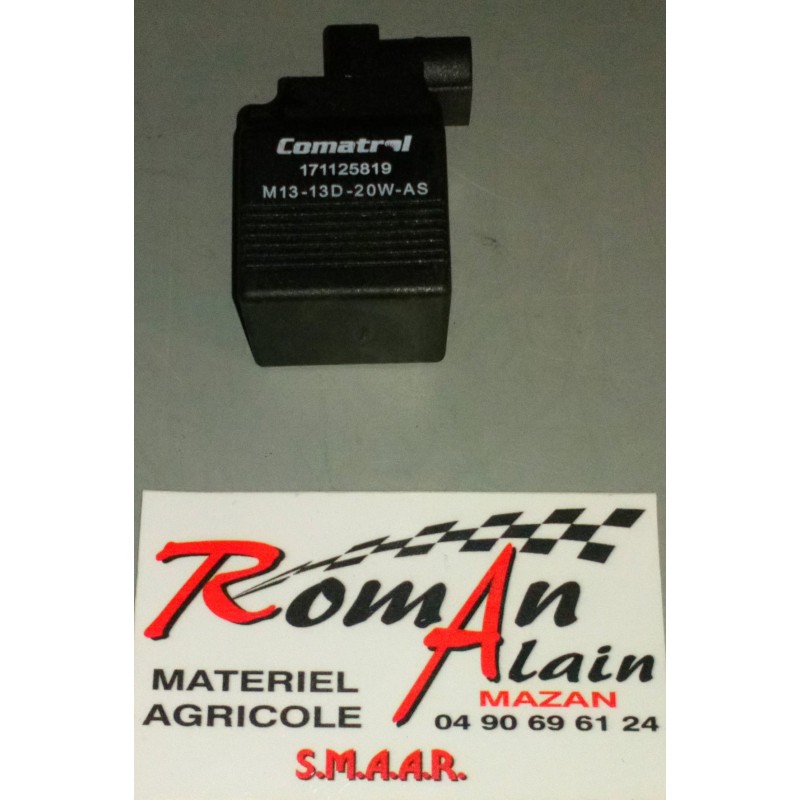 Comatrol
171125819
M13-13D-20W-AS
RomAn
Alain
MATERIEL
AGRICOLE
MAZAN
04 90 69 61 24
S.M.A.A.R.